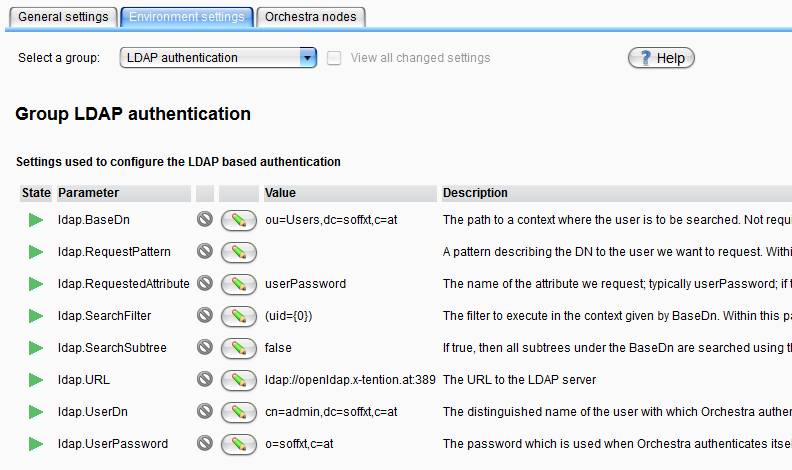 General settings Environment settings Orchestra nodes
Select a group: LDAP authentication View all changed settings Help
Group LDAP authentication
Settings used to configure the LDAP based authentication
State Parameter Value Description
ldap.BaseDn ou=Users,dc=soffxt,c=at The path to a context where the user is to be searched. Not requi
ldap.RequestPattern A pattern describing the DN to the user we want to request. Withi
ldap.RequestedAttribute userPassword The name of the attribute we request; typically userPassword; if t
ldap.SearchFilter (uid={0}) The filter to execute in the context given by BaseDn. Within this pa
ldap.SearchSubtree false If true, then all subtrees under the BaseDn are searched using th
ldap.URL ldap://openldap.x-tention.at:389 The URL to the LDAP server
ldap.UserDn cn=admin,dc=soffxt,c=at The distinguished name of the user with which Orchestra auther
ldap.UserPassword o=soffxt,c=at The password which is used when Orchestra authenticates itse